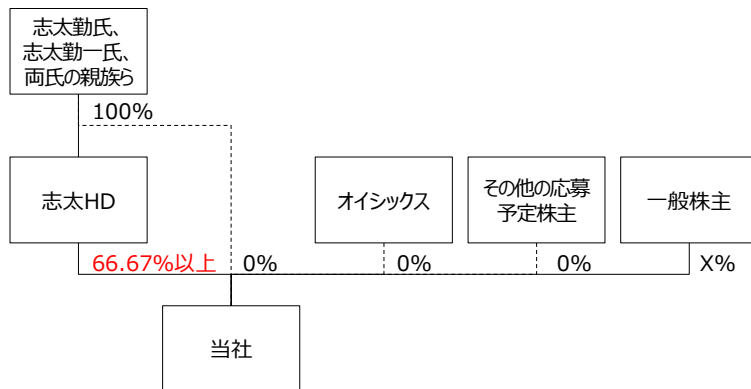 志太勤氏、
志太勤一氏、
両氏の親族ら
100%
志太HD
オイシックス
その他の応募
予定株主
一般株主
66.67%以上
0%
0%
0%
X%
当社